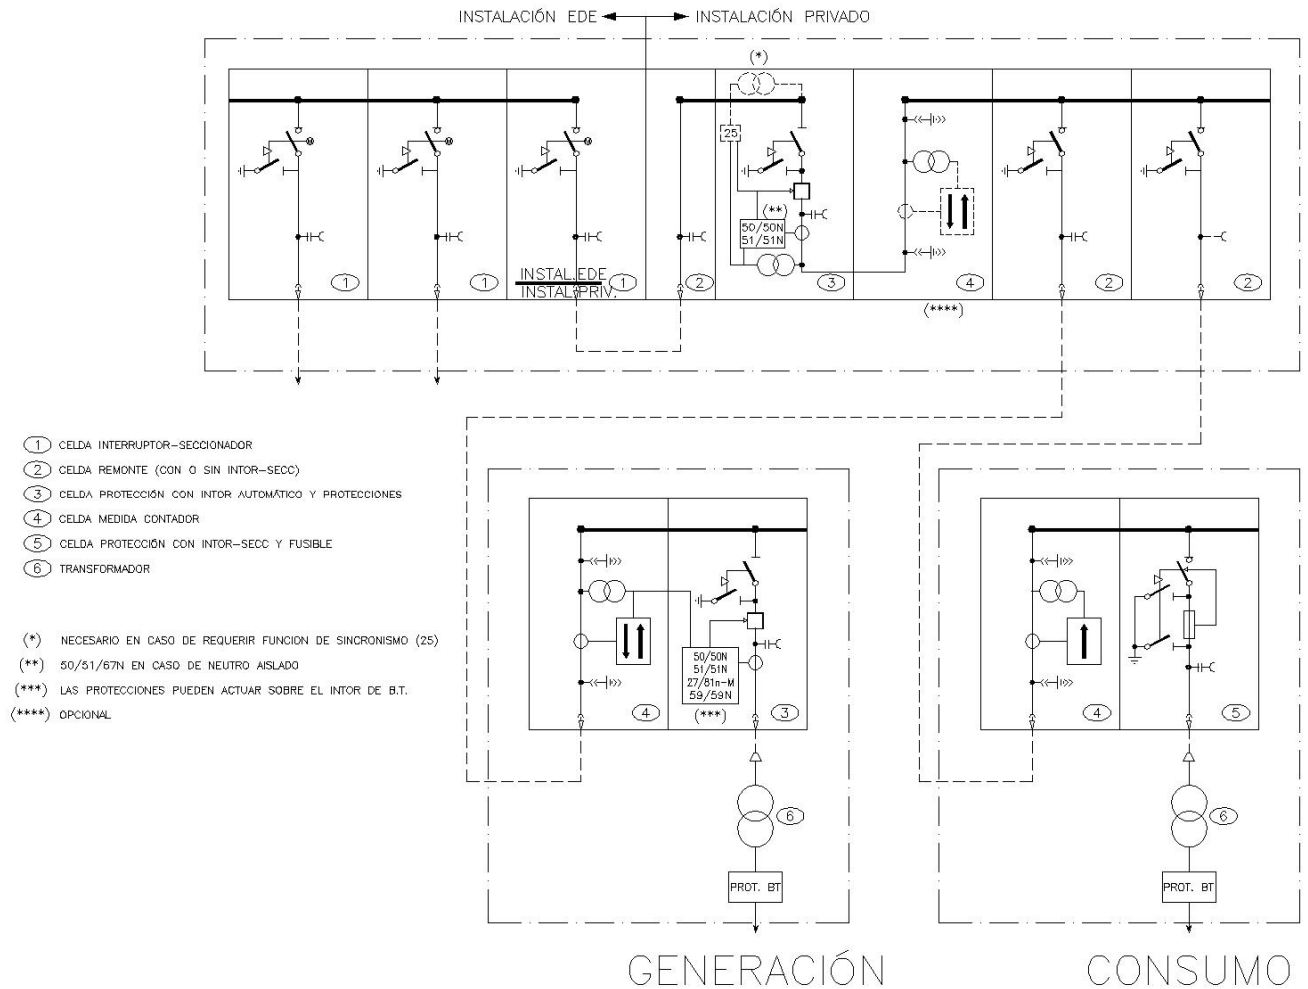 INSTALACIÓN EDE
INSTALACIÓN PRIVADO
(*)
25
(**)
50/50N
51/51N
M
M
M
INSTAL.EDE
INSTAL.PRIV.
1
1
1
2
3
4
2
2
(****)
1 CELDA INTERRUPTOR-SECCIONADOR
2 CELDA REMONTE (CON O SIN INTOR-SECC)
3 CELDA PROTECCIÓN CON INTOR AUTOMÁTICO Y PROTECCIONES
4 CELDA MEDIDA CONTADOR
5 CELDA PROTECCIÓN CON INTOR-SECC Y FUSIBLE
6 TRANSFORMADOR
(*) NECESARIO EN CASO DE REQUERIR FUNCION DE SINCRONISMO (25)
(**) 50/51/67N EN CASO DE NEUTRO AISLADO
(***) LAS PROTECCIONES PUEDEN ACTUAR SOBRE EL INTOR DE B.T.
(****) OPCIONAL
50/50N
51/51N
27/81m-M
59/59N
(***)
4
3
6
PROT. BT
GENERACIÓN
4
5
6
PROT. BT
CONSUMO